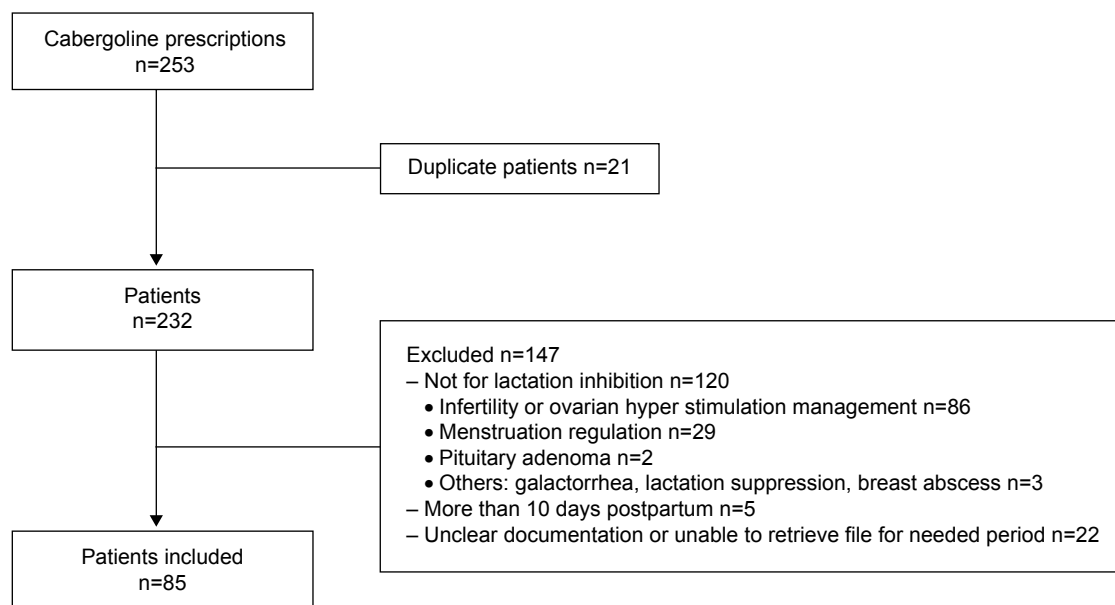 Cabergoline prescriptions
n=253
Duplicate patients n=21
Patients
n=232
Excluded n=147
– Not for lactation inhibition n=120
• Infertility or ovarian hyper stimulation management n=86
• Menstruation regulation n=29
• Pituitary adenoma n=2
• Others: galactorrhea, lactation suppression, breast abscess n=3
– More than 10 days postpartum n=5
– Unclear documentation or unable to retrieve file for needed period n=22
Patients included
n=85